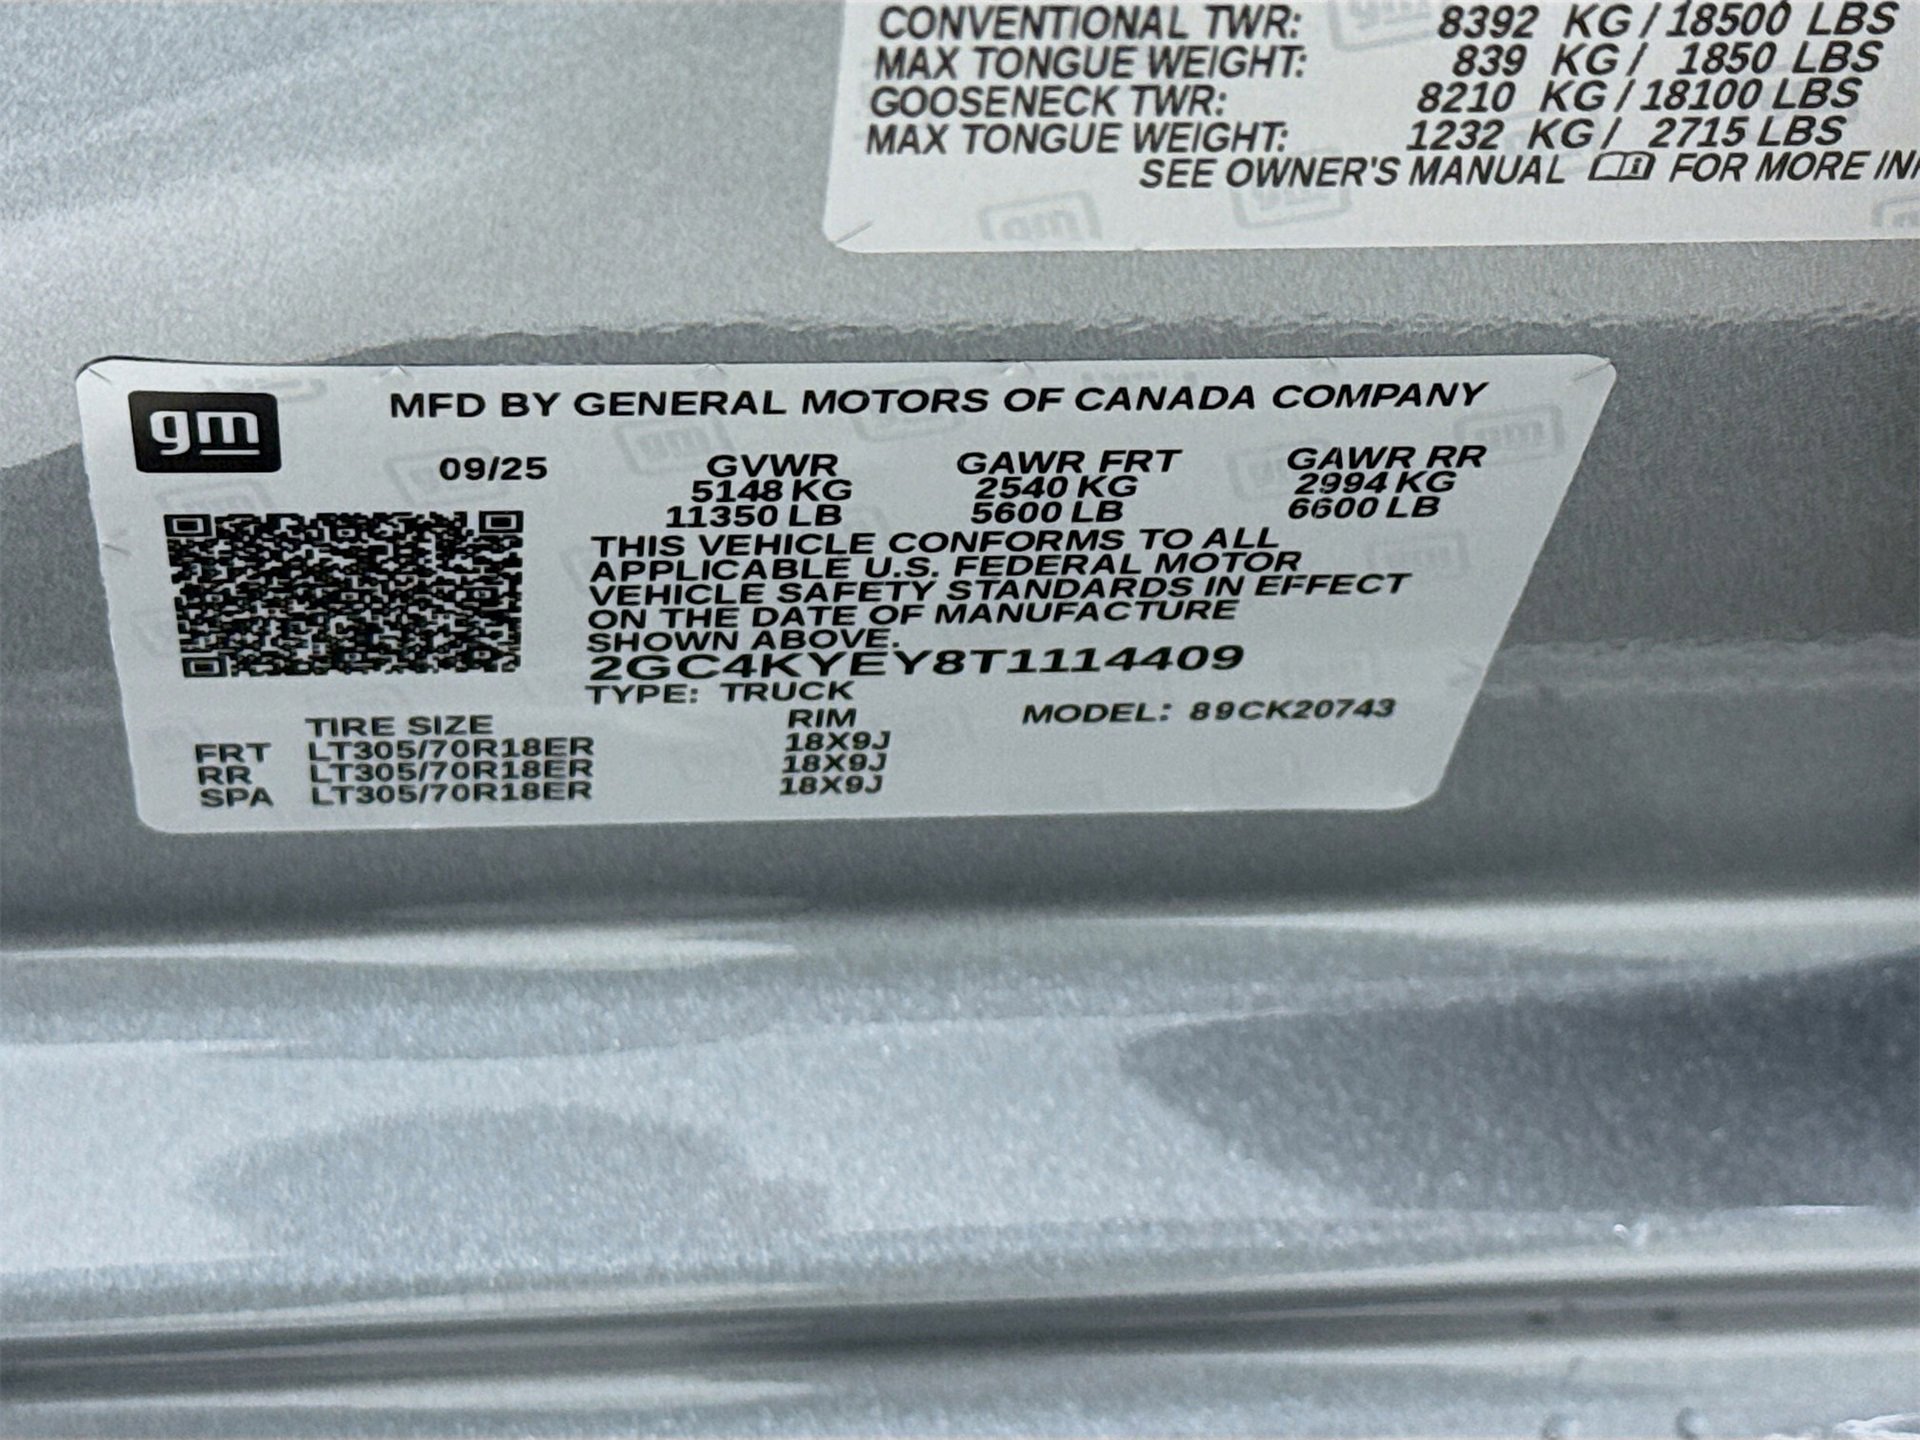 CONVENTIONAL TWR: 8392 KG / 18500 LBS
MAX TONGUE WEIGHT: 839 KG / 1850 LBS
GOOSENECK TWR: 8210 KG / 18100 LBS
MAX TONGUE WEIGHT: 1232 KG / 2715 LBS
SEE OWNER'S MANUAL FOR MORE
gm MFD BY GENERAL MOTORS OF CANADA COMPANY
09/25 GVWR GAWR FRT GAWR RR
5148 KG 2540 KG 2994 KG
11350 LB 5600 LB 6600 LB
THIS VEHICLE CONFORMS TO ALL
APPLICABLE U.S. FEDERAL MOTOR
VEHICLE SAFETY STANDARDS IN EFFECT
ON THE DATE OF MANUFACTURE
SHOWN ABOVE.
2GC4KYEY8T1114409
TYPE: TRUCK
TIRE SIZE RIM MODEL: 89CK20743
FRT LT305/70R18ER 18X9J
RR LT305/70R18ER 18X9J
SPA LT305/70R18ER 18X9J